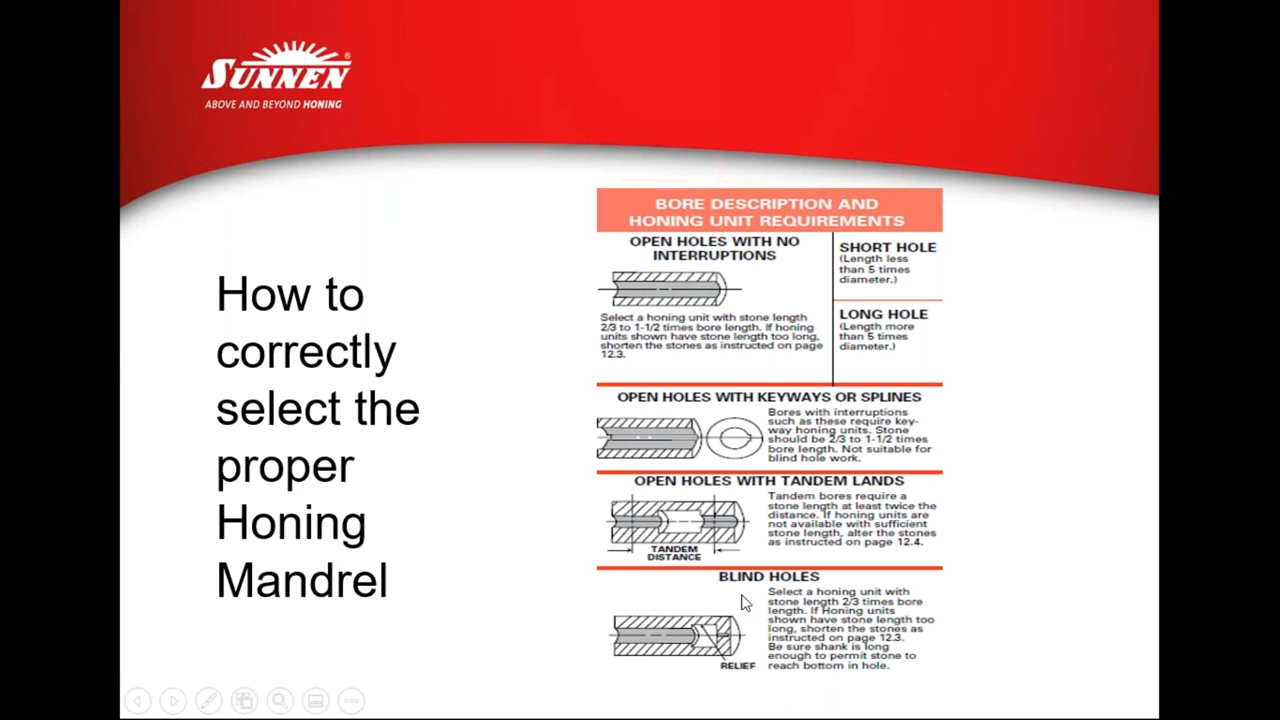 SUNNEN®
ABOVE AND BEYOND HONING
How to
correctly
select the
proper
Honing
Mandrel
BORE DESCRIPTION AND
HONING UNIT REQUIREMENTS
OPEN HOLES WITH NO
INTERRUPTIONS
Select a honing unit with stone length
2/3 to 1-1/2 times bore length. If honing
units shown have stone length too long,
shorten the stones as instructed on page
12.3.
SHORT HOLE
(Length less
than 5 times
diameter.)
LONG HOLE
(Length more
than 5 times
diameter.)
OPEN HOLES WITH KEYWAYS OR SPLINES
Bores with interruptions
such as these require key-
way honing units. Stone
should be 2/3 to 1-1/2 times
bore length. Not suitable for
blind hole work.
OPEN HOLES WITH TANDEM LANDS
TANDEM
DISTANCE
Tandem bores require a
stone length at least twice the
distance. If honing units are
not available with sufficient
stone length, alter the stones
as instructed on page 12.4.
BLIND HOLES
RELIEF
Select a honing unit with
stone length 2/3 times bore
length. If Honing units
shown have stone length too
long, shorten the stones as
instructed on page 12.3.
Be sure shank is long
enough to permit stone to
reach bottom in hole.